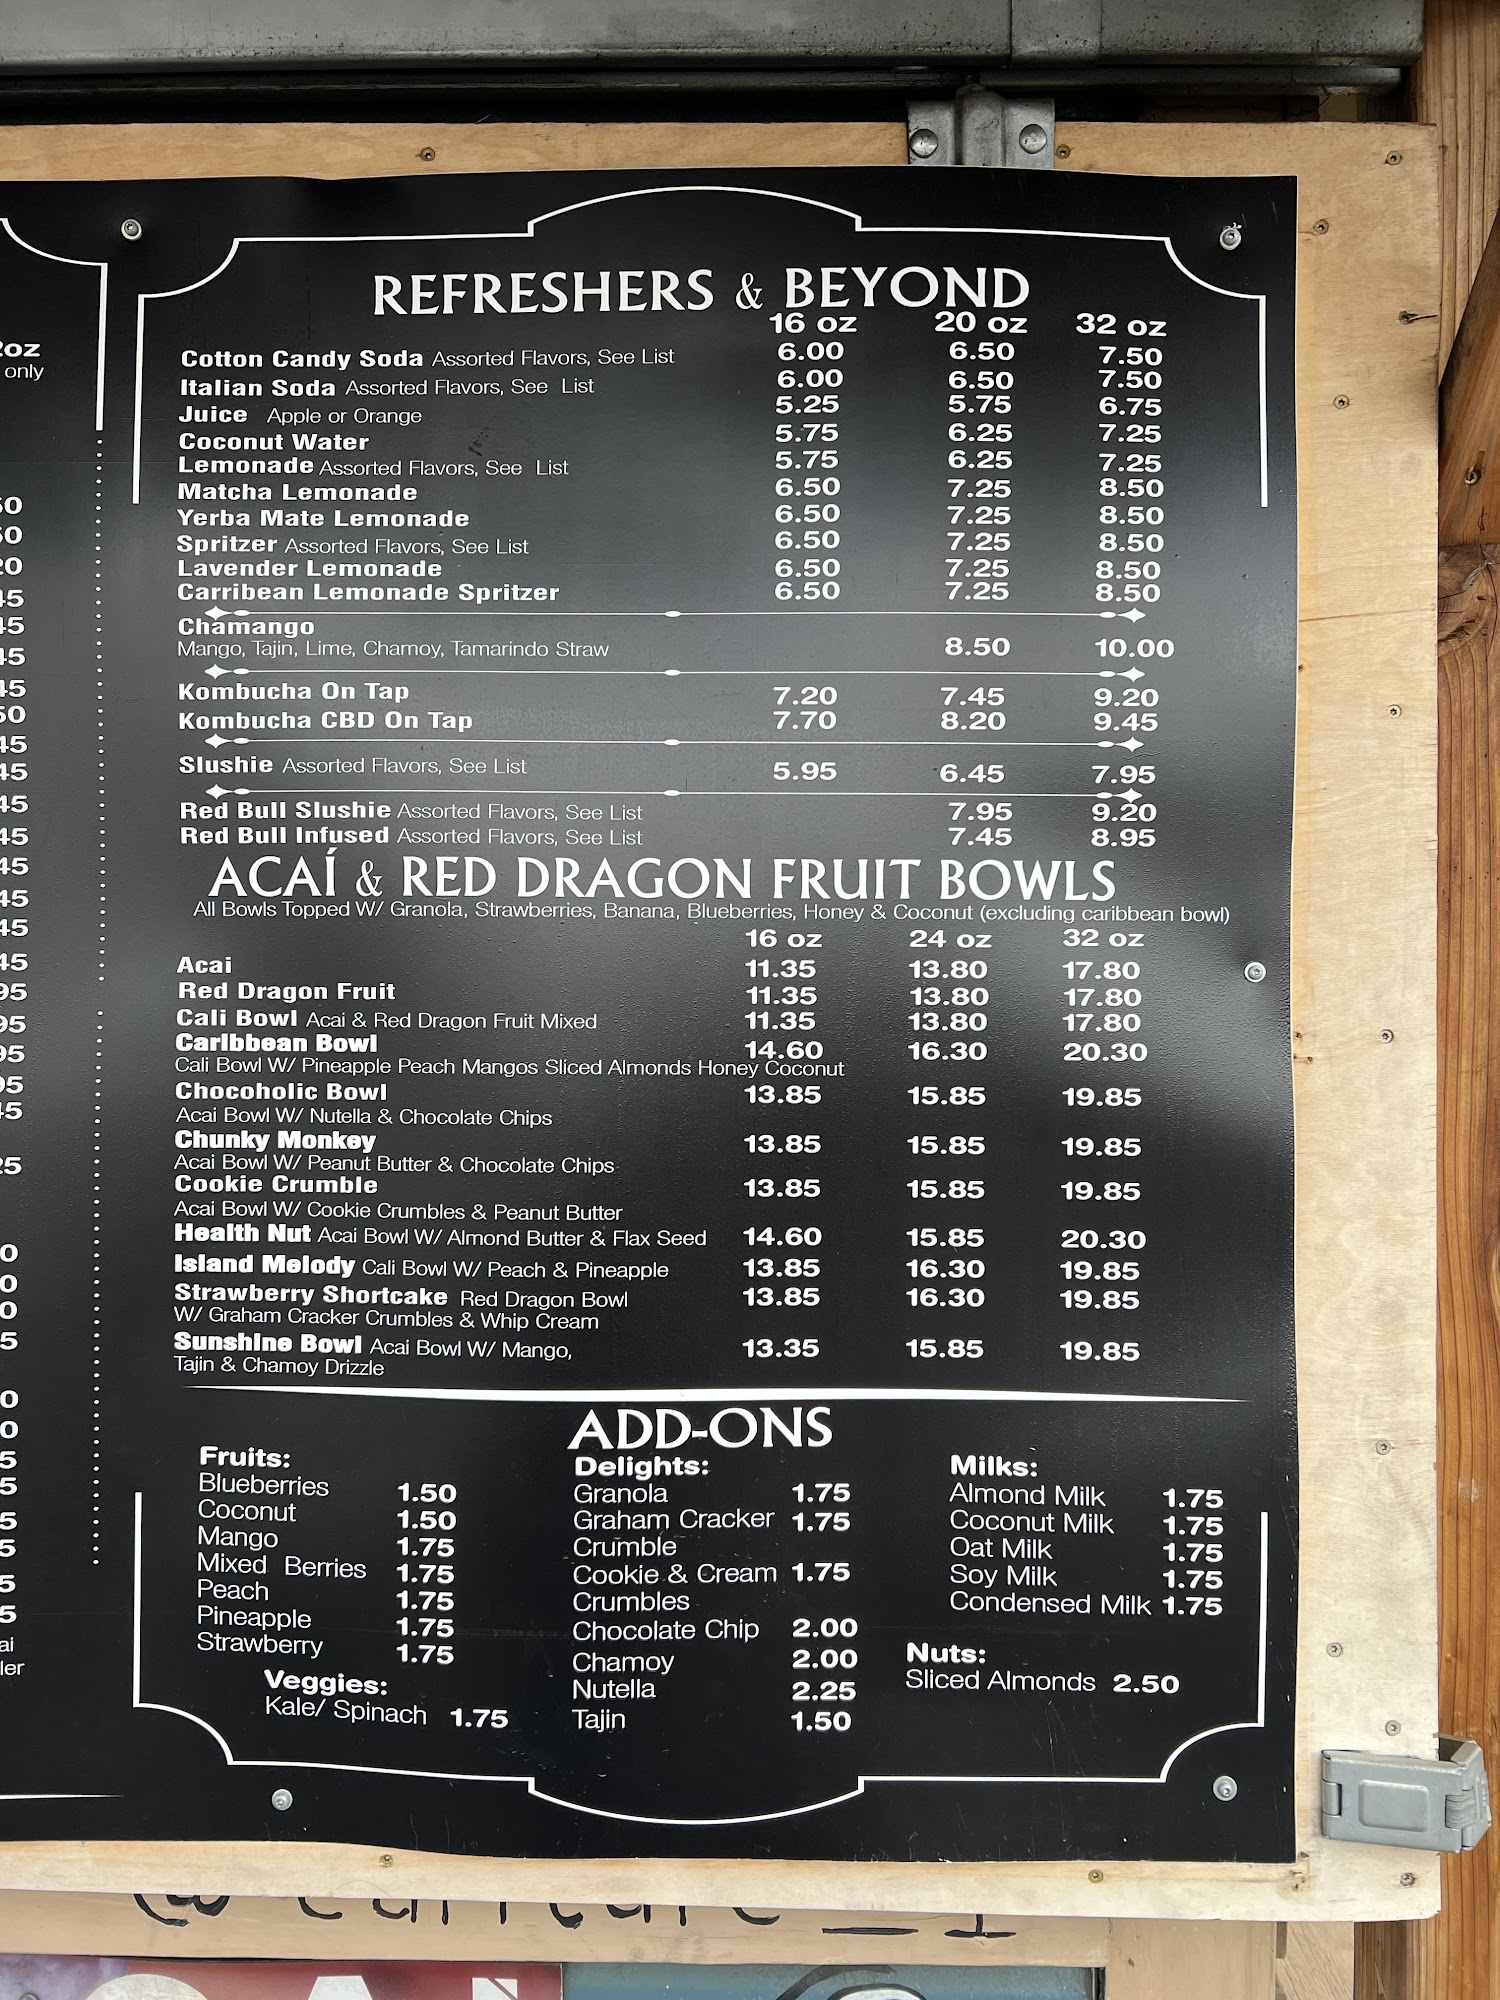 REFRESHERS & BEYOND
16 oz 20 oz 32 oz
Cotton Candy Soda Assorted Flavors, See List 6.00 6.50 7.50
Italian Soda Assorted Flavors, See List 6.00 6.50 7.50
Juice Apple or Orange 5.25 5.75 6.75
Coconut Water 5.75 6.25 7.25
Lemonade Assorted Flavors, See List 5.75 6.25 7.25
Matcha Lemonade 6.50 7.25 8.50
Yerba Mate Lemonade 6.50 7.25 8.50
Spritzer Assorted Flavors, See List 6.50 7.25 8.50
Lavender Lemonade 6.50 7.25 8.50
Carribean Lemonade Spritzer 6.50 7.25 8.50
Chamango
Mango, Tajin, Lime, Chamoy, Tamarindo Straw 8.50 10.00
Kombucha On Tap 7.20 7.45 9.20
Kombucha CBD On Tap 7.70 8.20 9.45
Slushie Assorted Flavors, See List 5.95 6.45 7.95
Red Bull Slushie Assorted Flavors, See List 7.95 9.20
Red Bull Infused Assorted Flavors, See List 7.45 8.95
ACAÍ & RED DRAGON FRUIT BOWLS
All Bowls Topped W/ Granola, Strawberries, Banana, Blueberries, Honey & Coconut (excluding caribbean bowl)
16 oz 24 oz 32 oz
Acai 11.35 13.80 17.80
Red Dragon Fruit 11.35 13.80 17.80
Cali Bowl Acai & Red Dragon Fruit Mixed 11.35 13.80 17.80
Caribbean Bowl 14.60 16.30 20.30
Cali Bowl W/ Pineapple Peach Mangos Sliced Almonds Honey Coconut
Chocoholic Bowl 13.85 15.85 19.85
Acai Bowl W/ Nutella & Chocolate Chips
Chunky Monkey 13.85 15.85 19.85
Acai Bowl W/ Peanut Butter & Chocolate Chips
Cookie Crumble 13.85 15.85 19.85
Acai Bowl W/ Cookie Crumbles & Peanut Butter
Health Nut Acai Bowl W/ Almond Butter & Flax Seed 14.60 15.85 20.30
Island Melody Cali Bowl W/ Peach & Pineapple 13.85 16.30 19.85
Strawberry Shortcake Red Dragon Bowl 13.85 16.30 19.85
W/ Graham Cracker Crumbles & Whip Cream
Sunshine Bowl Acai Bowl W/ Mango, 13.35 15.85 19.85
Tajin & Chamoy Drizzle
ADD-ONS
Fruits:
Blueberries 1.50
Coconut 1.50
Mango 1.75
Mixed Berries 1.75
Peach 1.75
Pineapple 1.75
Strawberry 1.75
Veggies:
Kale/ Spinach 1.75
Delights:
Granola 1.75
Graham Cracker 1.75
Crumble
Cookie & Cream 1.75
Crumbles
Chocolate Chip 2.00
Chamoy 2.00
Nutella 2.25
Tajin 1.50
Milks:
Almond Milk 1.75
Coconut Milk 1.75
Oat Milk 1.75
Soy Milk 1.75
Condensed Milk 1.75
Nuts:
Sliced Almonds 2.50